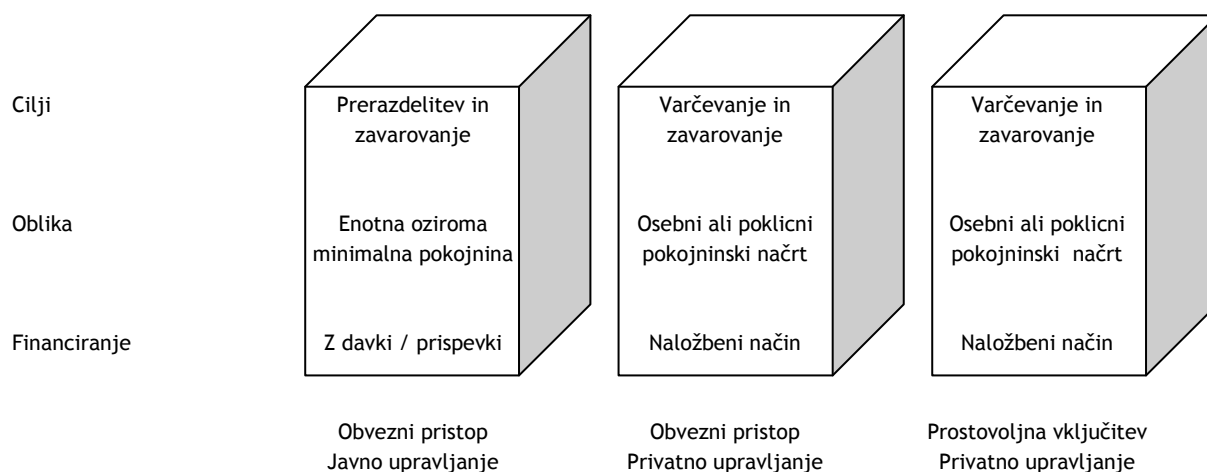 Cilji
Prerazdelitev in
zavarovanje
Varčevanje in
zavarovanje
Varčevanje in
zavarovanje
Oblika
Enotna oziroma
minimalna pokojnina
Osebni ali poklicni
pokojninski načrt
Osebni ali poklicni
pokojninski načrt
Financiranje
Z davki / prispevki
Naložbeni način
Naložbeni način
Obvezni pristop
Javno upravljanje
Obvezni pristop
Privatno upravljanje
Prostovoljna vključitev
Privatno upravljanje